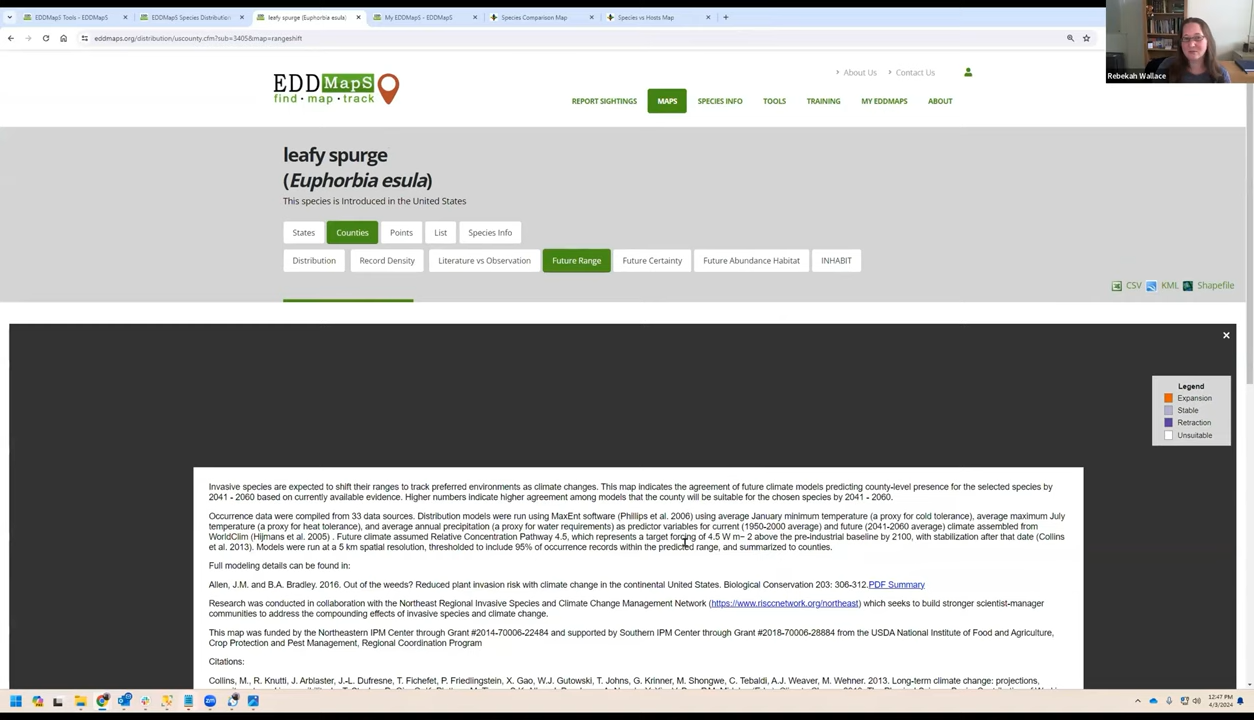 EDDMapS Tools - EDDMapS
EDDMapS Species Distribution
leafy spurge (Euphorbia esula)
My EDDMapS - EDDMapS
Species Comparison Map
Species vs Hosts Map
eddmaps.org/distribution/uscounty.cfm?sub=3405&map=rangeshift
Rebekah Wallace
EDDMapS
find • map • track
About Us
Contact Us
REPORT SIGHTINGS
MAPS
SPECIES INFO
TOOLS
TRAINING
MY EDDMAPS
ABOUT
leafy spurge
(Euphorbia esula)
This species is Introduced in the United States
States
Counties
Points
List
Species Info
Distribution
Record Density
Literature vs Observation
Future Range
Future Certainty
Future Abundance Habitat
INHABIT
CSV
KML
Shapefile
Legend
Expansion
Stable
Retraction
Unsuitable
Invasive species are expected to shift their ranges to track preferred environments as climate changes. This map indicates the agreement of future climate models predicting county-level presence for the selected species by
2041 - 2060 based on currently available evidence. Higher numbers indicate higher agreement among models that the county will be suitable for the chosen species by 2041 - 2060.
Occurrence data were compiled from 33 data sources. Distribution models were run using MaxEnt software (Phillips et al. 2006) using average January minimum temperature (a proxy for cold tolerance), average maximum July
temperature (a proxy for heat tolerance), and average annual precipitation (a proxy for water requirements) as predictor variables for current (1950-2000 average) and future (2041-2060 average) climate assembled from
WorldClim (Hijmans et al. 2005) . Future climate assumed Relative Concentration Pathway 4.5, which represents a target forcing of 4.5 W m− 2 above the pre-industrial baseline by 2100, with stabilization after that date (Collins
et al. 2013). Models were run at a 5 km spatial resolution, thresholded to include 95% of occurrence records within the predicted range, and summarized to counties.
Full modeling details can be found in:
Allen, J.M. and B.A. Bradley. 2016. Out of the weeds? Reduced plant invasion risk with climate change in the continental United States. Biological Conservation 203: 306-312.PDF Summary
Research was conducted in collaboration with the Northeast Regional Invasive Species and Climate Change Management Network (https://www.risccnetwork.org/northeast) which seeks to build stronger scientist-manager
communities to address the compounding effects of invasive species and climate change.
This map was funded by the Northeastern IPM Center through Grant #2014-70006-22484 and supported by Southern IPM Center through Grant #2018-70006-28884 from the USDA National Institute of Food and Agriculture,
Crop Protection and Pest Management, Regional Coordination Program
Citations:
Collins, M., R. Knutti, J. Arblaster, J.-L. Dufresne, T. Fichefet, P. Friedlingstein, X. Gao, W.J. Gutowski, T. Johns, G. Krinner, M. Shongwe, C. Tebaldi, A.J. Weaver, M. Wehner. 2013. Long-term climate change: projections,
12:47 PM
4/3/2024